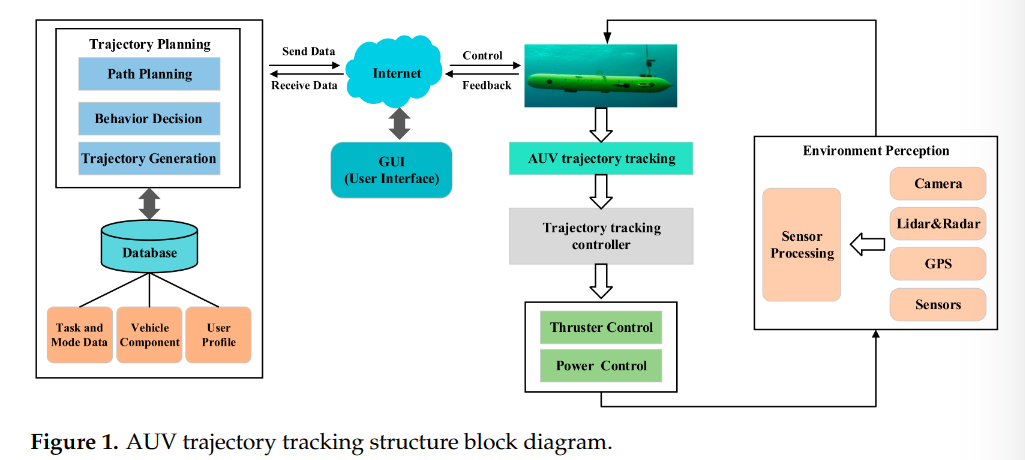 Trajectory Planning
Path Planning
Behavior Decision
Trajectory Generation
Database
Task and
Mode Data
Vehicle
Component
User
Profile
Send Data
Receive Data
Internet
GUI
(User Interface)
Control
Feedback
AUV trajectory tracking
Trajectory tracking
controller
Thruster Control
Power Control
Environment Perception
Sensor
Processing
Camera
Lidar&Radar
GPS
Sensors
Figure 1. AUV trajectory tracking structure block diagram.